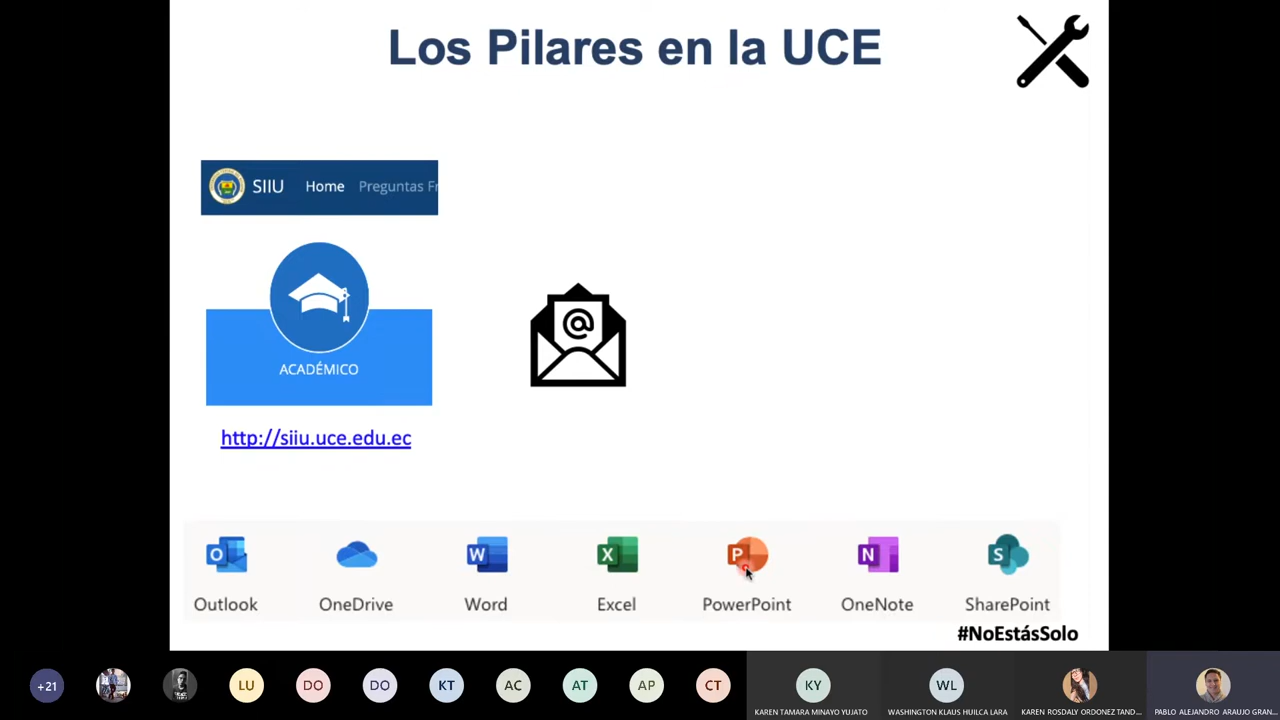 Los Pilares en la UCE
SIIU Home Preguntas Fr
ACADÉMICO
http://siiu.uce.edu.ec
@
O W X P N S
Outlook OneDrive Word Excel PowerPoint OneNote SharePoint
#NoEstásSolo
+21 LU DO DO KT AC AT AP CT KY WL
KAREN TAMARA MINAYO YUJATO WASHINGTON KLAUS HUILCA LARA KAREN ROSDALY ORDONEZ TAND... PABLO ALEJANDRO ARAUJO GRAN...